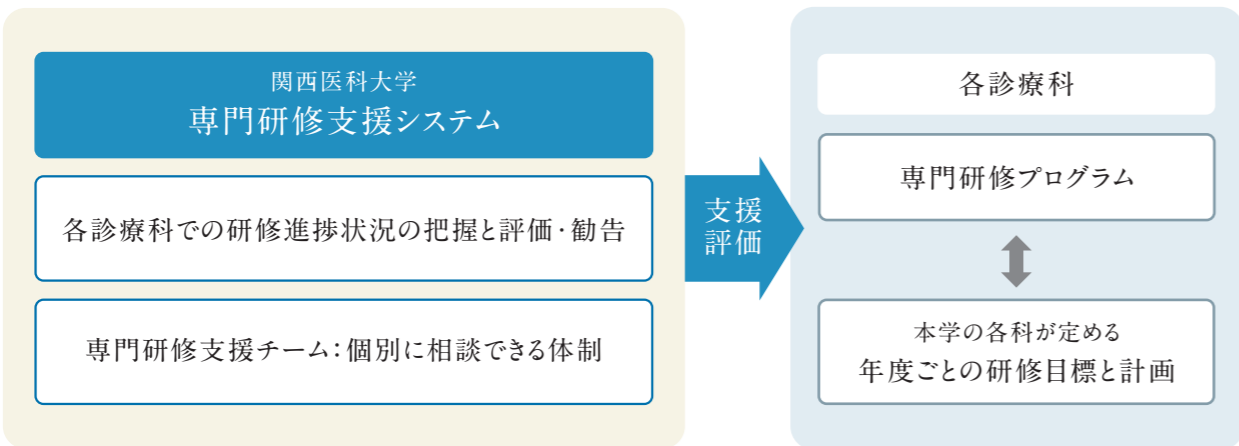 関西医科大学
専門研修支援システム
各診療科での研修進捗状況の把握と評価・勧告
専門研修支援チーム：個別に相談できる体制
支援
評価
各診療科
専門研修プログラム
本学の各科が定める
年度ごとの研修目標と計画